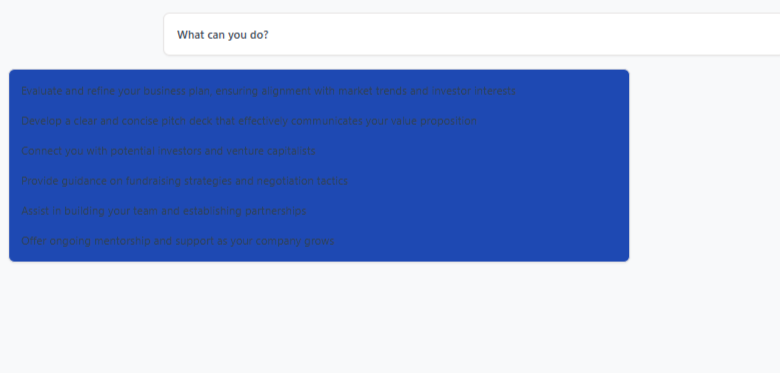 What can you do?
Evaluate and refine your business plan, ensuring alignment with market trends and investor interests
Develop a clear and concise pitch deck that effectively communicates your value proposition
Connect you with potential investors and venture capitalists
Provide guidance on fundraising strategies and negotiation tactics
Assist in building your team and establishing partnerships
Offer ongoing mentorship and support as your company grows